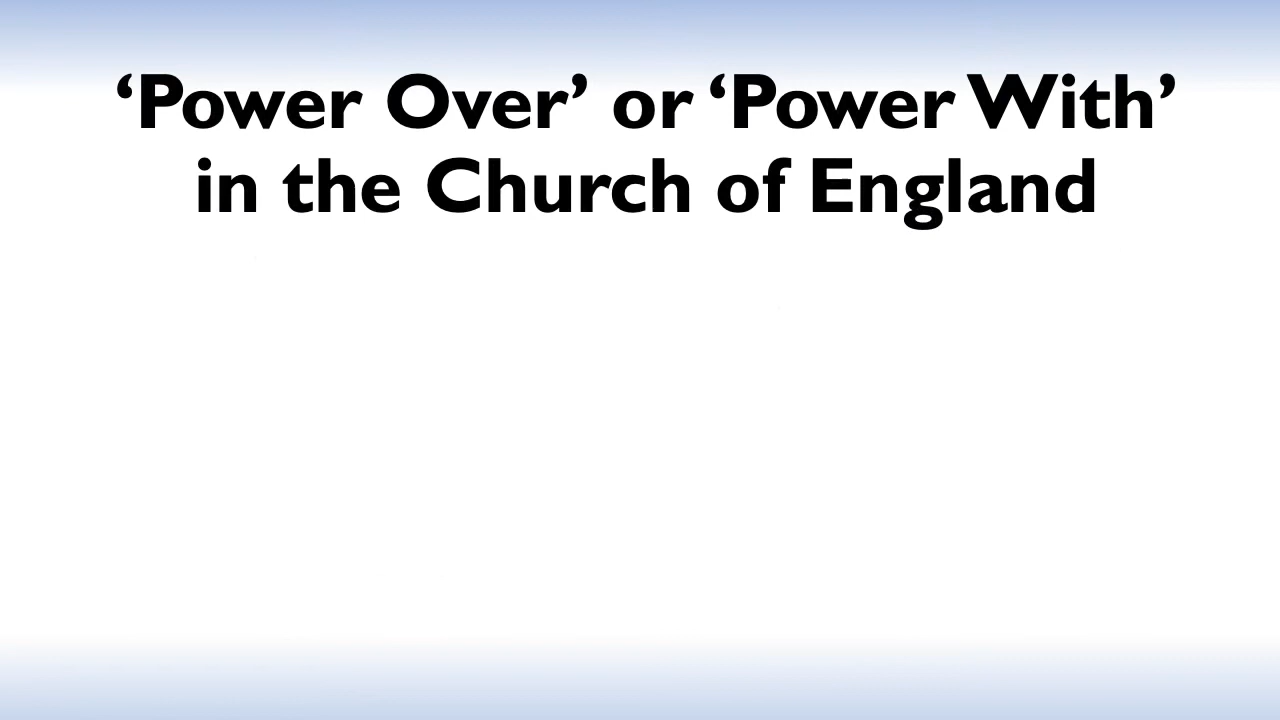 ‘Power Over’ or ‘Power With’
in the Church of England